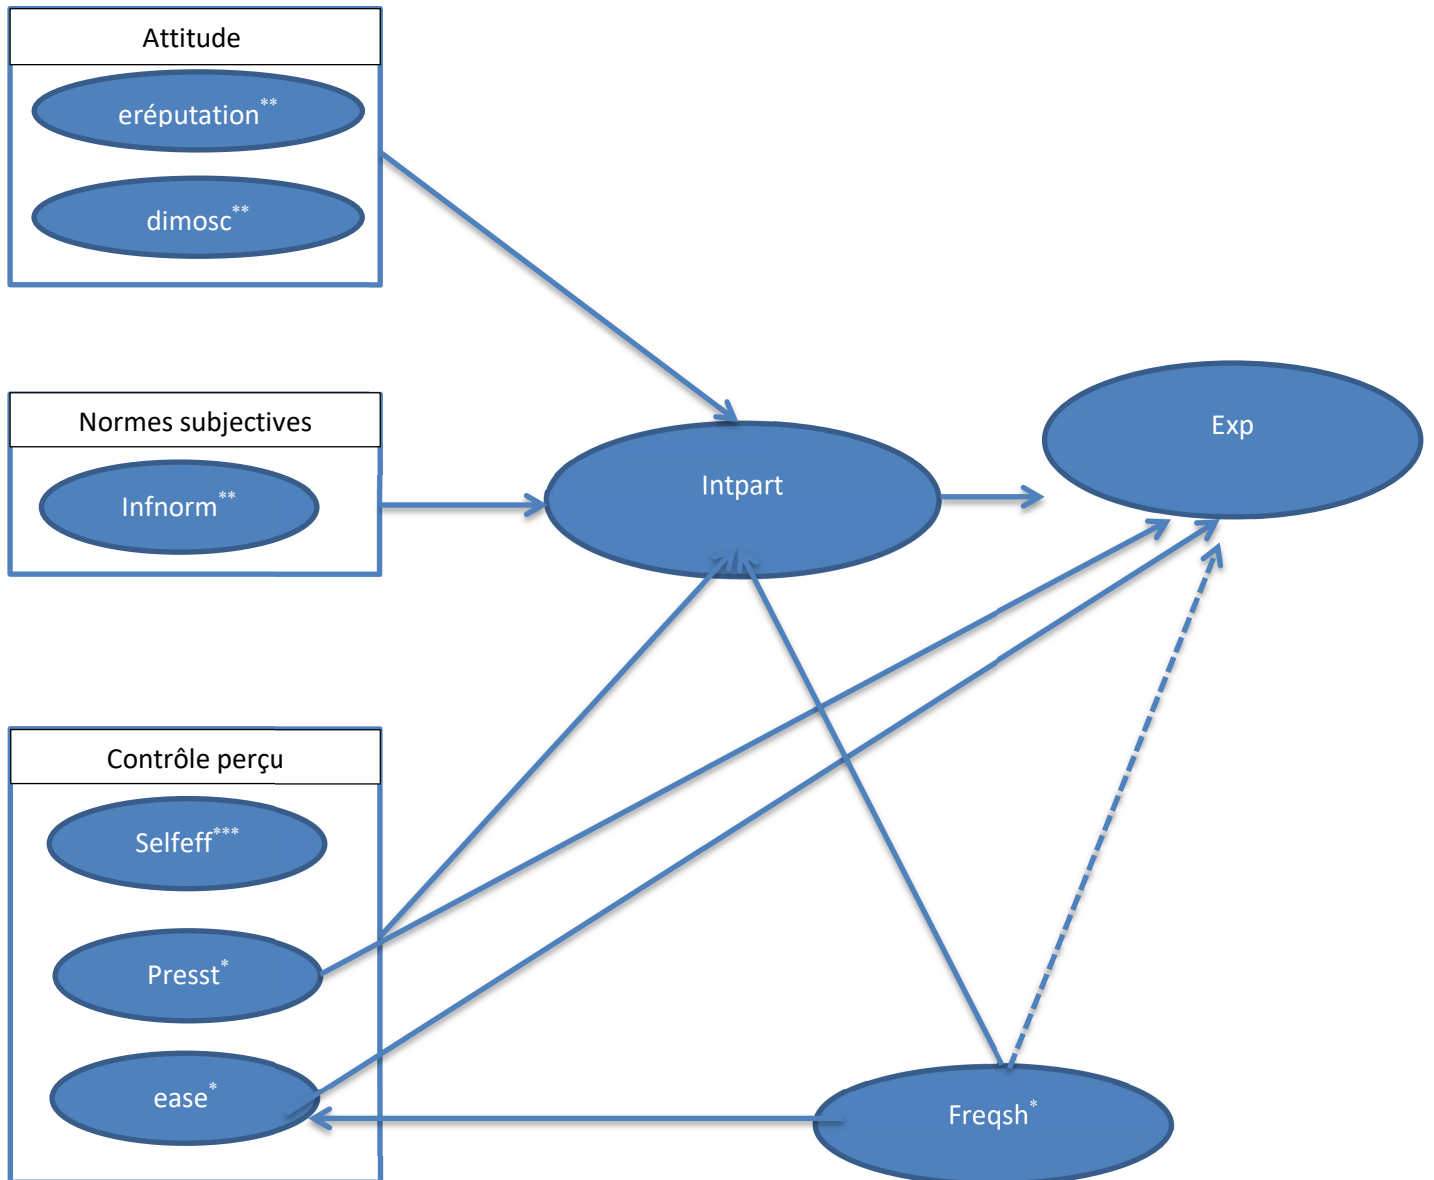 Attitude
eréputation**
dimosc**
Normes subjectives
Infnorm**
Intpart
Exp
Contrôle perçu
Selfeff***
Presst*
ease*
Freqsh*